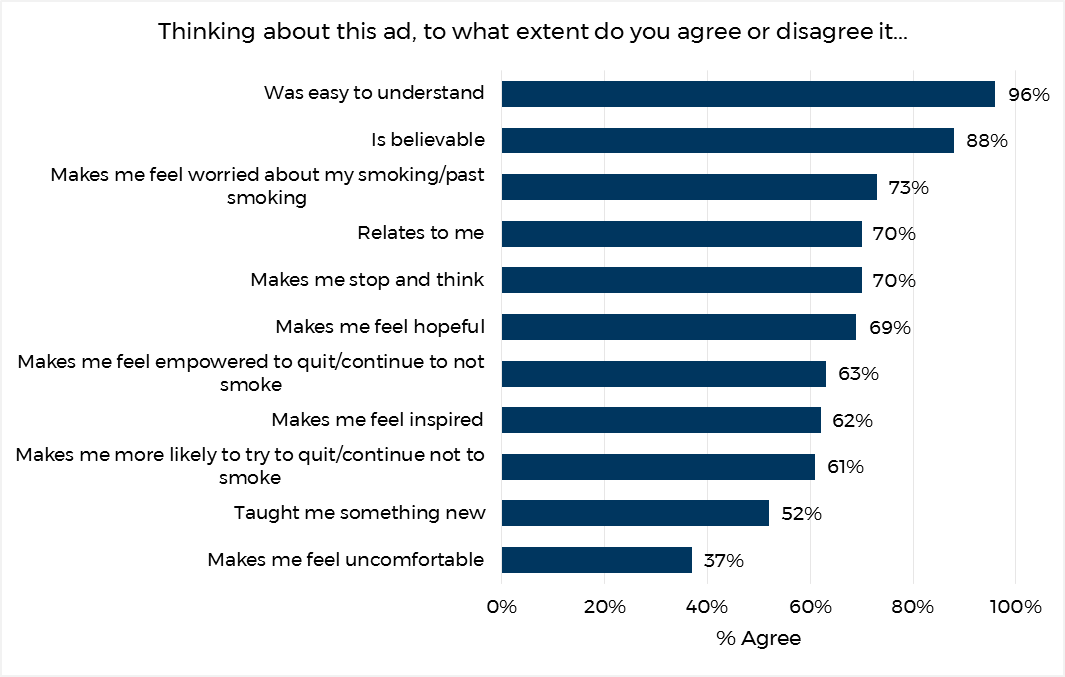 Thinking about this ad, to what extent do you agree or disagree it...
Was easy to understand
96%
Is believable
88%
Makes me feel worried about my smoking/past
smoking
73%
Relates to me
70%
Makes me stop and think
70%
Makes me feel hopeful
69%
Makes me feel empowered to quit/continue to not
smoke
63%
Makes me feel inspired
62%
Makes me more likely to try to quit/continue not to
smoke
61%
Taught me something new
52%
Makes me feel uncomfortable
37%
0% 20% 40% 60% 80% 100%
% Agree